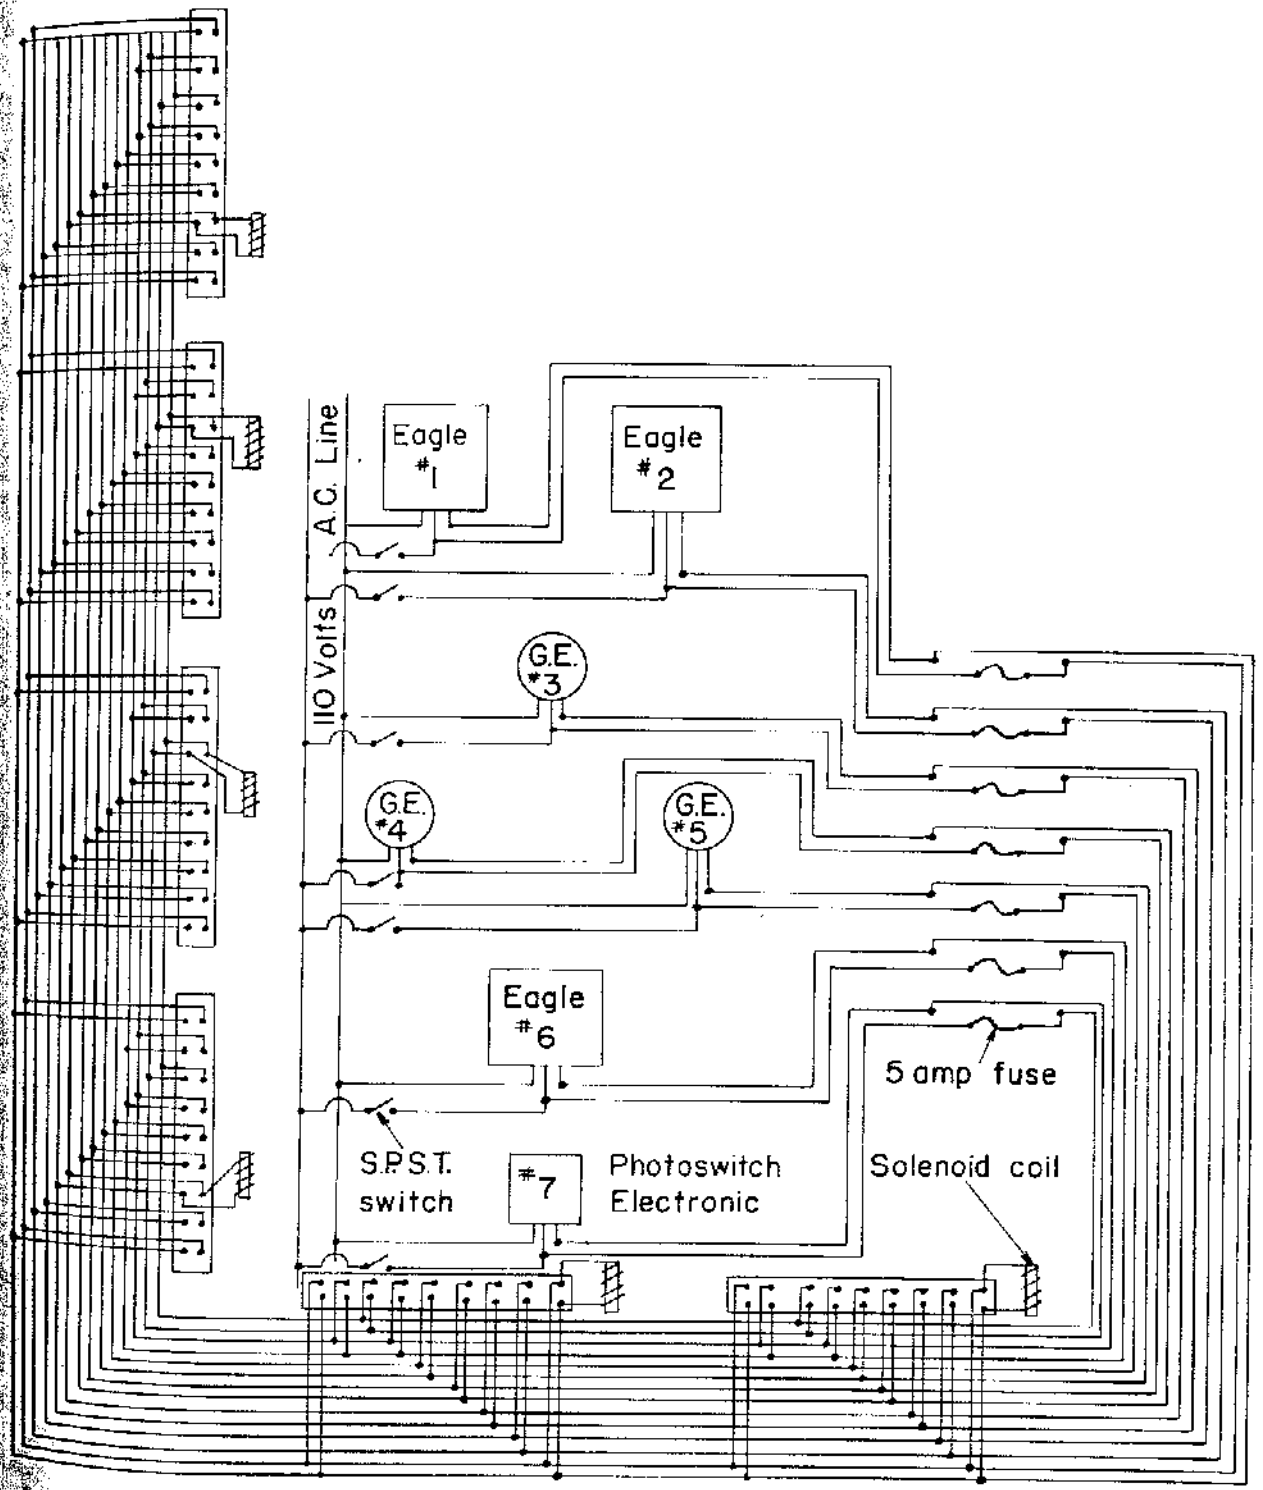 110 Volts A.C. Line
Eagle
#1
Eagle
#2
G.E.
#3
G.E.
#4
G.E.
#5
Eagle
#6
5 amp fuse
S.P.S.T.
switch
#7
Photoswitch
Electronic
Solenoid coil